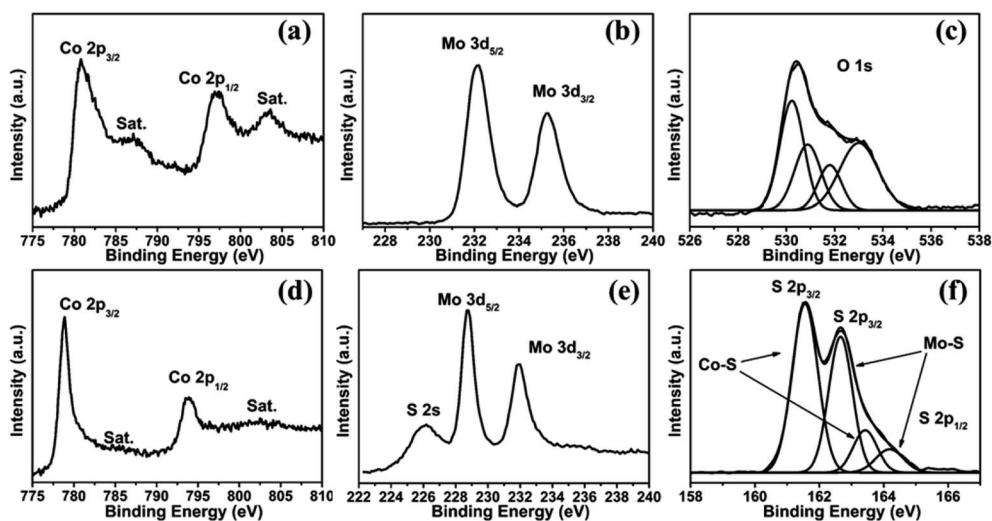 (a)
Co 2p3/2
Co 2p1/2
Sat.
Sat.
Intensity (a.u.)
775 780 785 790 795 800 805 810
Binding Energy (eV)
(b)
Mo 3d5/2
Mo 3d3/2
Intensity (a.u.)
230 232 234 236 238 240
Binding Energy (eV)
(c)
O 1s
Intensity (a.u.)
526 528 530 532 534 536 538
Binding Energy (eV)
(d)
Co 2p3/2
Co 2p1/2
Sat.
Sat.
Intensity (a.u.)
775 780 785 790 795 800 805 810
Binding Energy (eV)
(e)
Mo 3d5/2
Mo 3d3/2
S 2s
Intensity (a.u.)
222 224 226 228 230 232 234 236 238 240
Binding Energy (eV)
(f)
S 2p3/2
S 2p3/2
Co-S
Mo-S
S 2p1/2
Intensity (a.u.)
158 160 162 164 166
Binding Energy (eV)